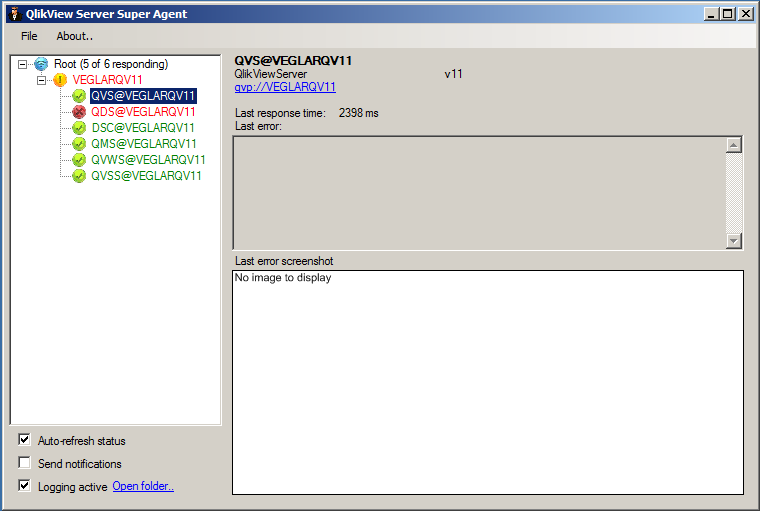 QlikView Server Super Agent
File About..
Root (5 of 6 responding)
VEGLARQV11
QVS@VEGLARQV11
QDS@VEGLARQV11
DSC@VEGLARQV11
QMS@VEGLARQV11
QVWS@VEGLARQV11
QVSS@VEGLARQV11
Auto-refresh status
Send notifications
Logging active Open folder..
QVS@VEGLARQV11
QlikViewServer v11
qvp://VEGLARQV11
Last response time: 2398 ms
Last error:
Last error screenshot
No image to display